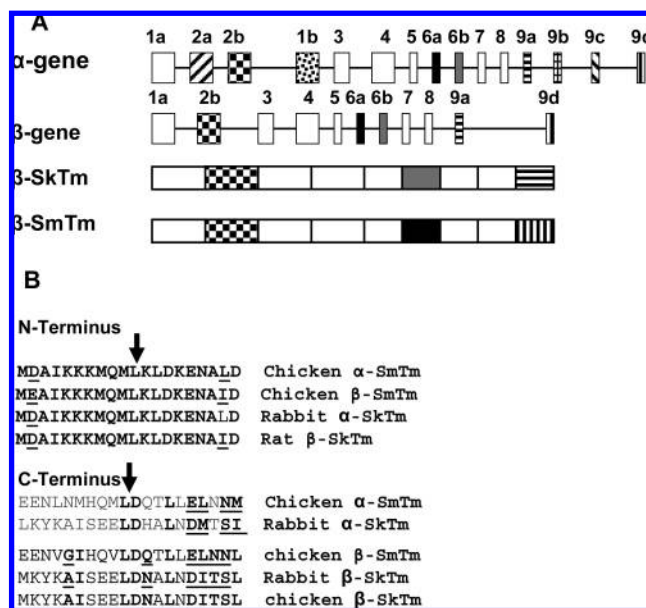 A
1a 2a 2b 1b 3 4 5 6a 6b 7 8 9a 9b 9c 9d
α-gene
1a 2b 3 4 5 6a 6b 7 8 9a 9d
β-gene
β-SkTm
β-SmTm
B
N-Terminus
MDAIKKKMQMLKLDKENALD Chicken α-SmTm
MEAIKKKMQMLKLDKENAID Chicken β-SmTm
MDAIKKKMQMLKLDKENALD Rabbit α-SkTm
MDAIKKKMQMLKLDKENAID Rat β-SkTm
C-Terminus
EENLNMHQMLDQTLLELNNM Chicken α-SmTm
LKYKAISEELDHALNDMTSI Rabbit α-SkTm
EENVGIHQVLDQTLLELNNL chicken β-SmTm
MKYKAISEELDNALNDITSL Rabbit β-SkTm
MKYKAISEELDNALNDITSL chicken β-SkTm